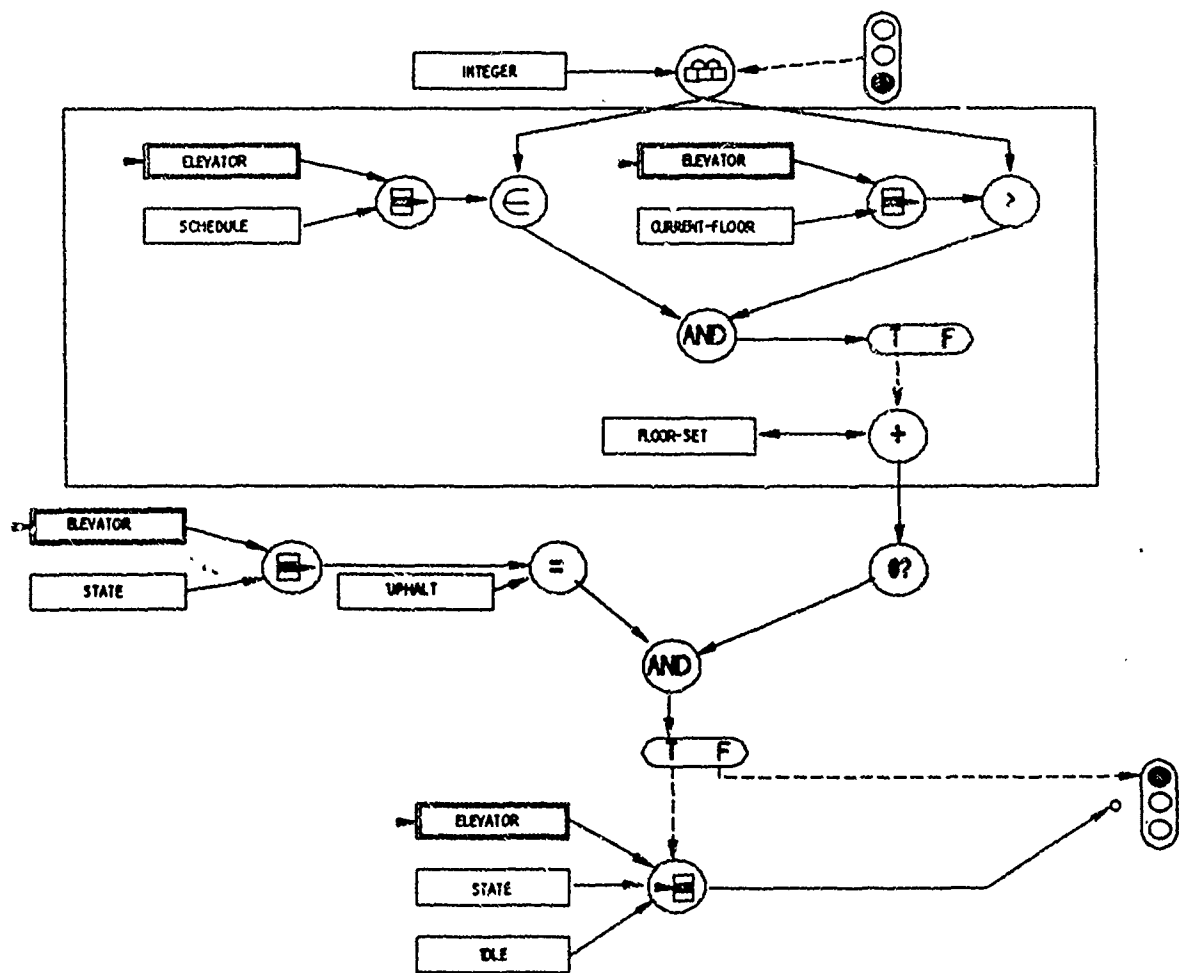 INTEGER
ELEVATOR
ELEVATOR
∈
>
SCHEDULE
CURRENT-FLOOR
AND
T F
FLOOR-SET
+
ELEVATOR
=
STATE
'UPHALT
AND
T F
ELEVATOR
STATE
'IDLE